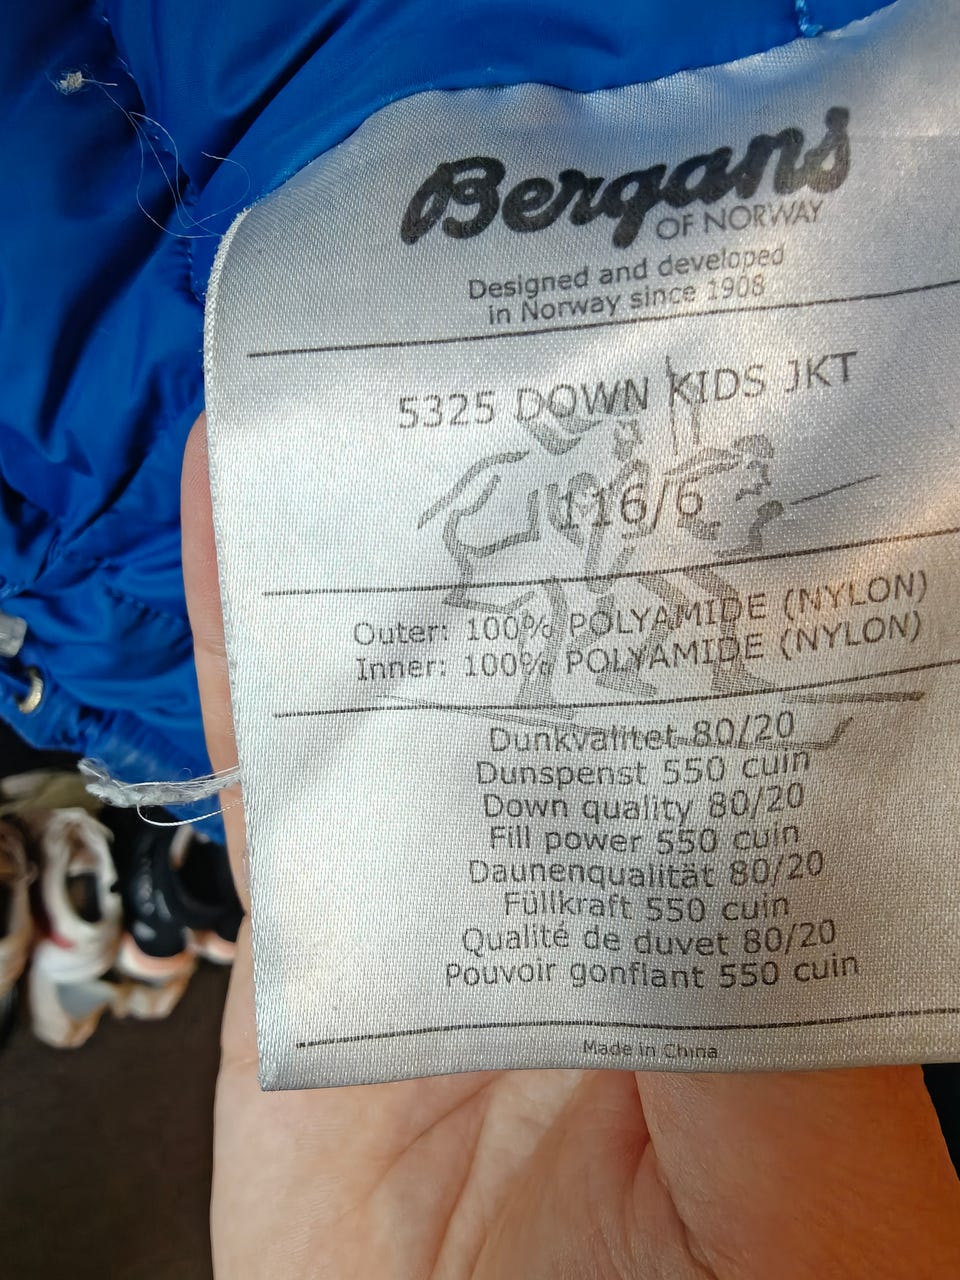 Bergans
OF NORWAY
Designed and developed
in Norway since 1908
5325 DOWN KIDS JKT
116/6
Outer: 100% POLYAMIDE (NYLON)
Inner: 100% POLYAMIDE (NYLON)
Dunkvalitet 80/20
Dunspenst 550 cuin
Down quality 80/20
Fill power 550 cuin
Daunenqualität 80/20
Füllkraft 550 cuin
Qualité de duvet 80/20
Pouvoir gonflant 550 cuin
Made in China